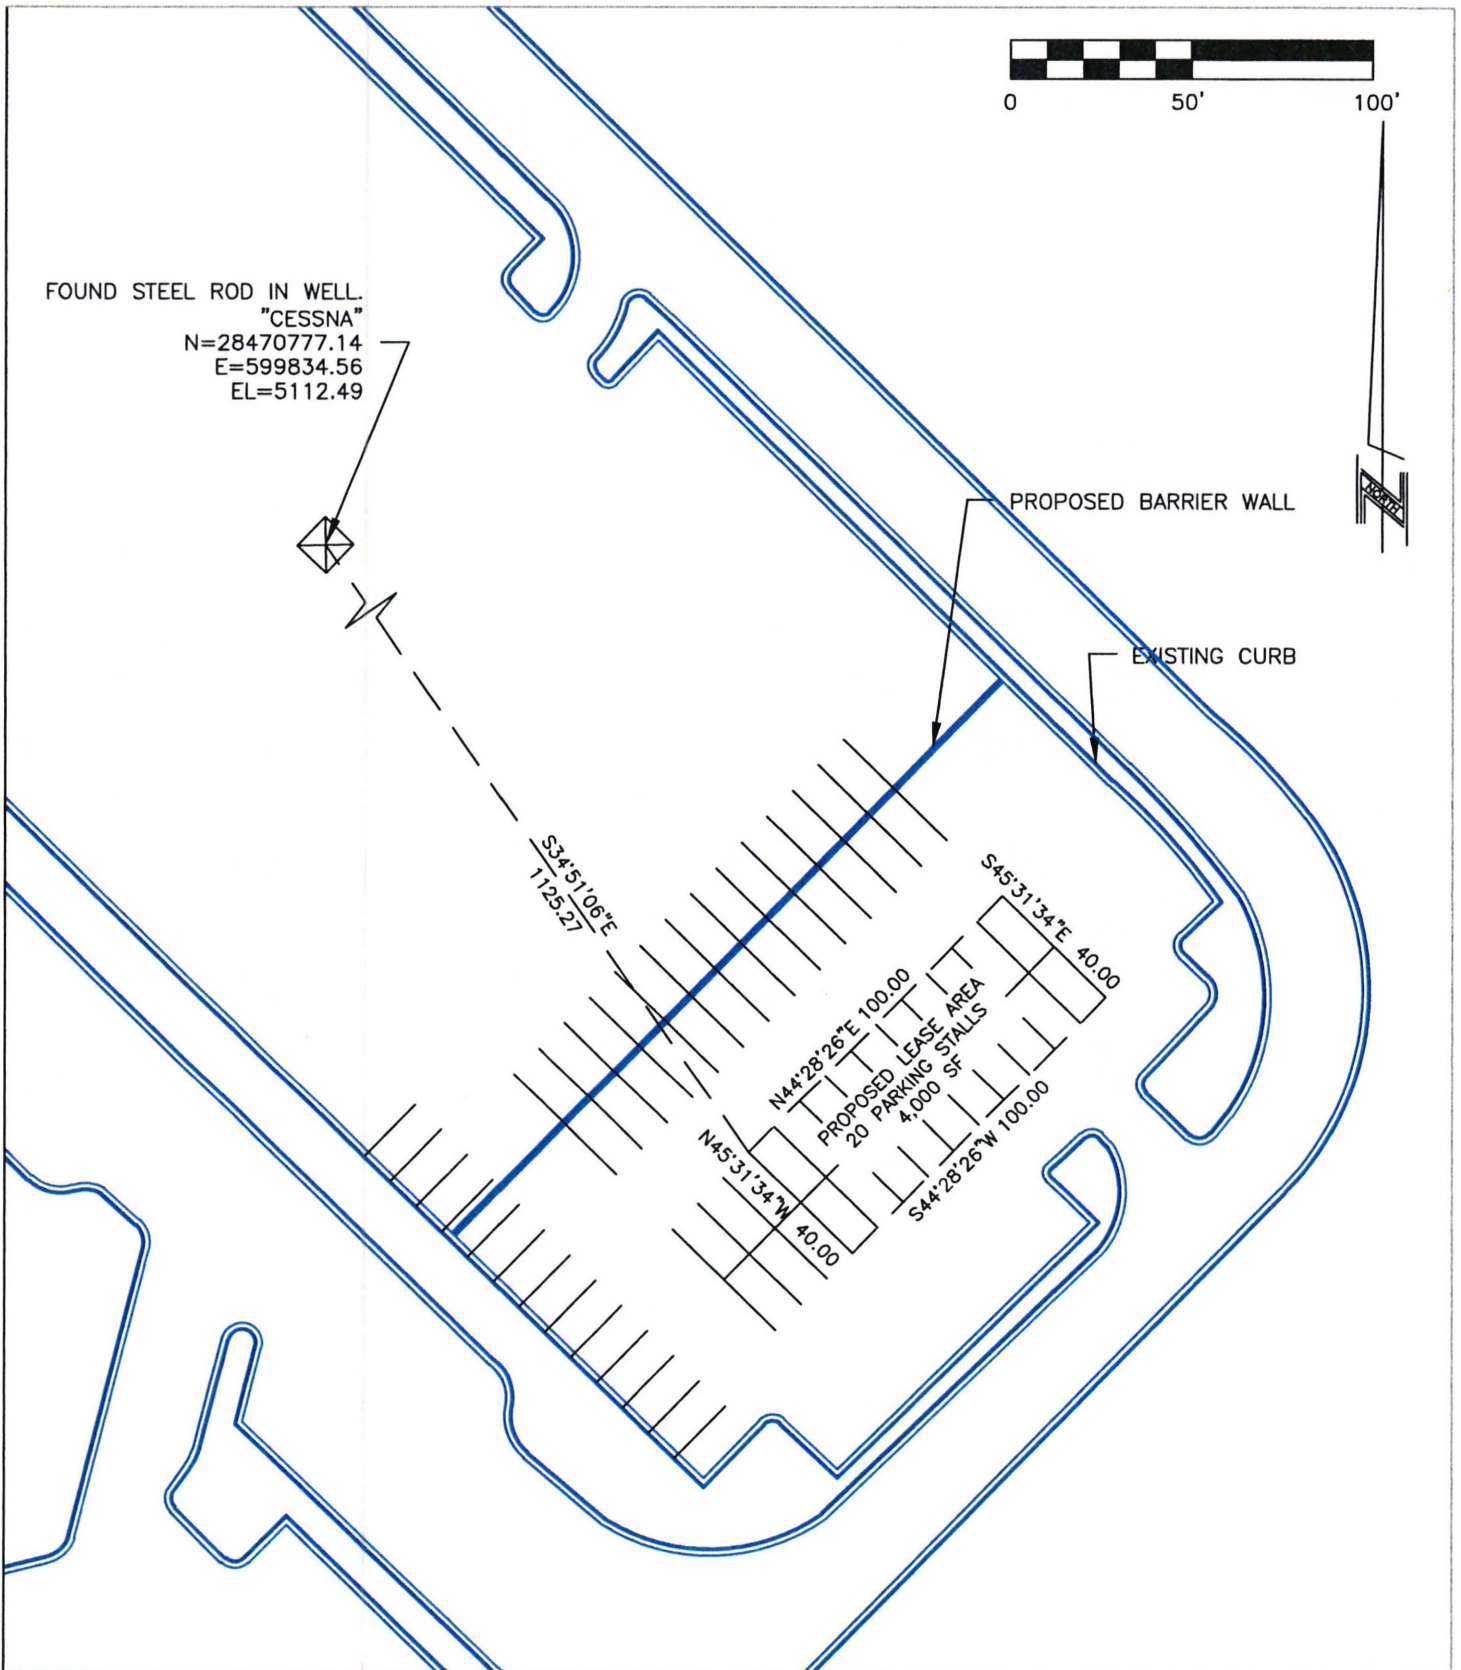 0 50' 100'
FOUND STEEL ROD IN WELL.
"CESSNA"
N=28470777.14
E=599834.56
EL=5112.49
PROPOSED BARRIER WALL
NORTH
EXISTING CURB
S34°51'06"E
1125.27
S45°31'34"E 40.00
N44°28'26"E 100.00
PROPOSED LEASE AREA
20 PARKING STALLS
4,000 SF
N45°31'34"W 40.00
S44°28'26"W 100.00